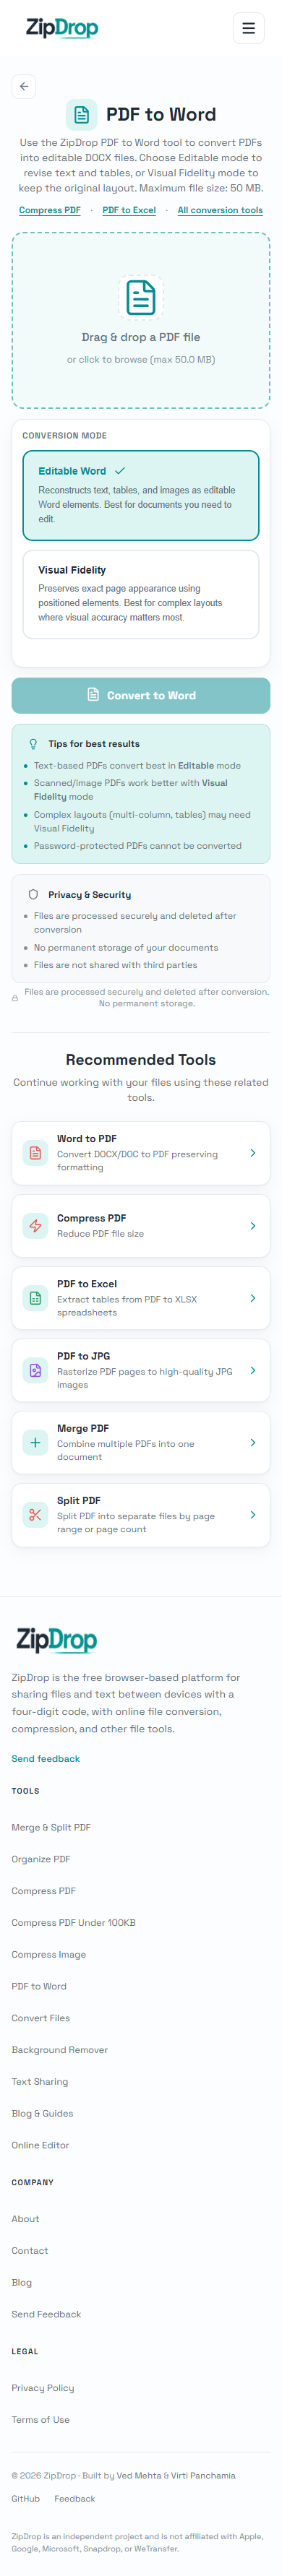 ZipDrop
PDF to Word
Use the ZipDrop PDF to Word tool to convert PDFs
into editable DOCX files. Choose Editable mode to
revise text and tables, or Visual Fidelity mode to
keep the original layout. Maximum file size: 50 MB.
Compress PDF · PDF to Excel · All conversion tools
Drag & drop a PDF file
or click to browse (max 50.0 MB)
CONVERSION MODE
Editable Word
Reconstructs text, tables, and images as editable
Word elements. Best for documents you need to
edit.
Visual Fidelity
Preserves exact page appearance using
positioned elements. Best for complex layouts
where visual accuracy matters most.
Convert to Word
Tips for best results
Text-based PDFs convert best in Editable mode
Scanned/image PDFs work better with Visual
Fidelity mode
Complex layouts (multi-column, tables) may need
Visual Fidelity
Password-protected PDFs cannot be converted
Privacy & Security
Files are processed securely and deleted after
conversion
No permanent storage of your documents
Files are not shared with third parties
Files are processed securely and deleted after conversion.
No permanent storage.
Recommended Tools
Continue working with your files using these related
tools.
Word to PDF
Convert DOCX/DOC to PDF preserving
formatting
Compress PDF
Reduce PDF file size
PDF to Excel
Extract tables from PDF to XLSX
spreadsheets
PDF to JPG
Rasterize PDF pages to high-quality JPG
images
Merge PDF
Combine multiple PDFs into one
document
Split PDF
Split PDF into separate files by page
range or page count
ZipDrop
ZipDrop is the free browser-based platform for
sharing files and text between devices with a
four-digit code, with online file conversion,
compression, and other file tools.
Send feedback
TOOLS
Merge & Split PDF
Organize PDF
Compress PDF
Compress PDF Under 100KB
Compress Image
PDF to Word
Convert Files
Background Remover
Text Sharing
Blog & Guides
Online Editor
COMPANY
About
Contact
Blog
Send Feedback
LEGAL
Privacy Policy
Terms of Use
© 2026 ZipDrop · Built by Ved Mehta & Virti Panchamia
GitHub Feedback
ZipDrop is an independent project and is not affiliated with Apple,
Google, Microsoft, Snapdrop, or WeTransfer.